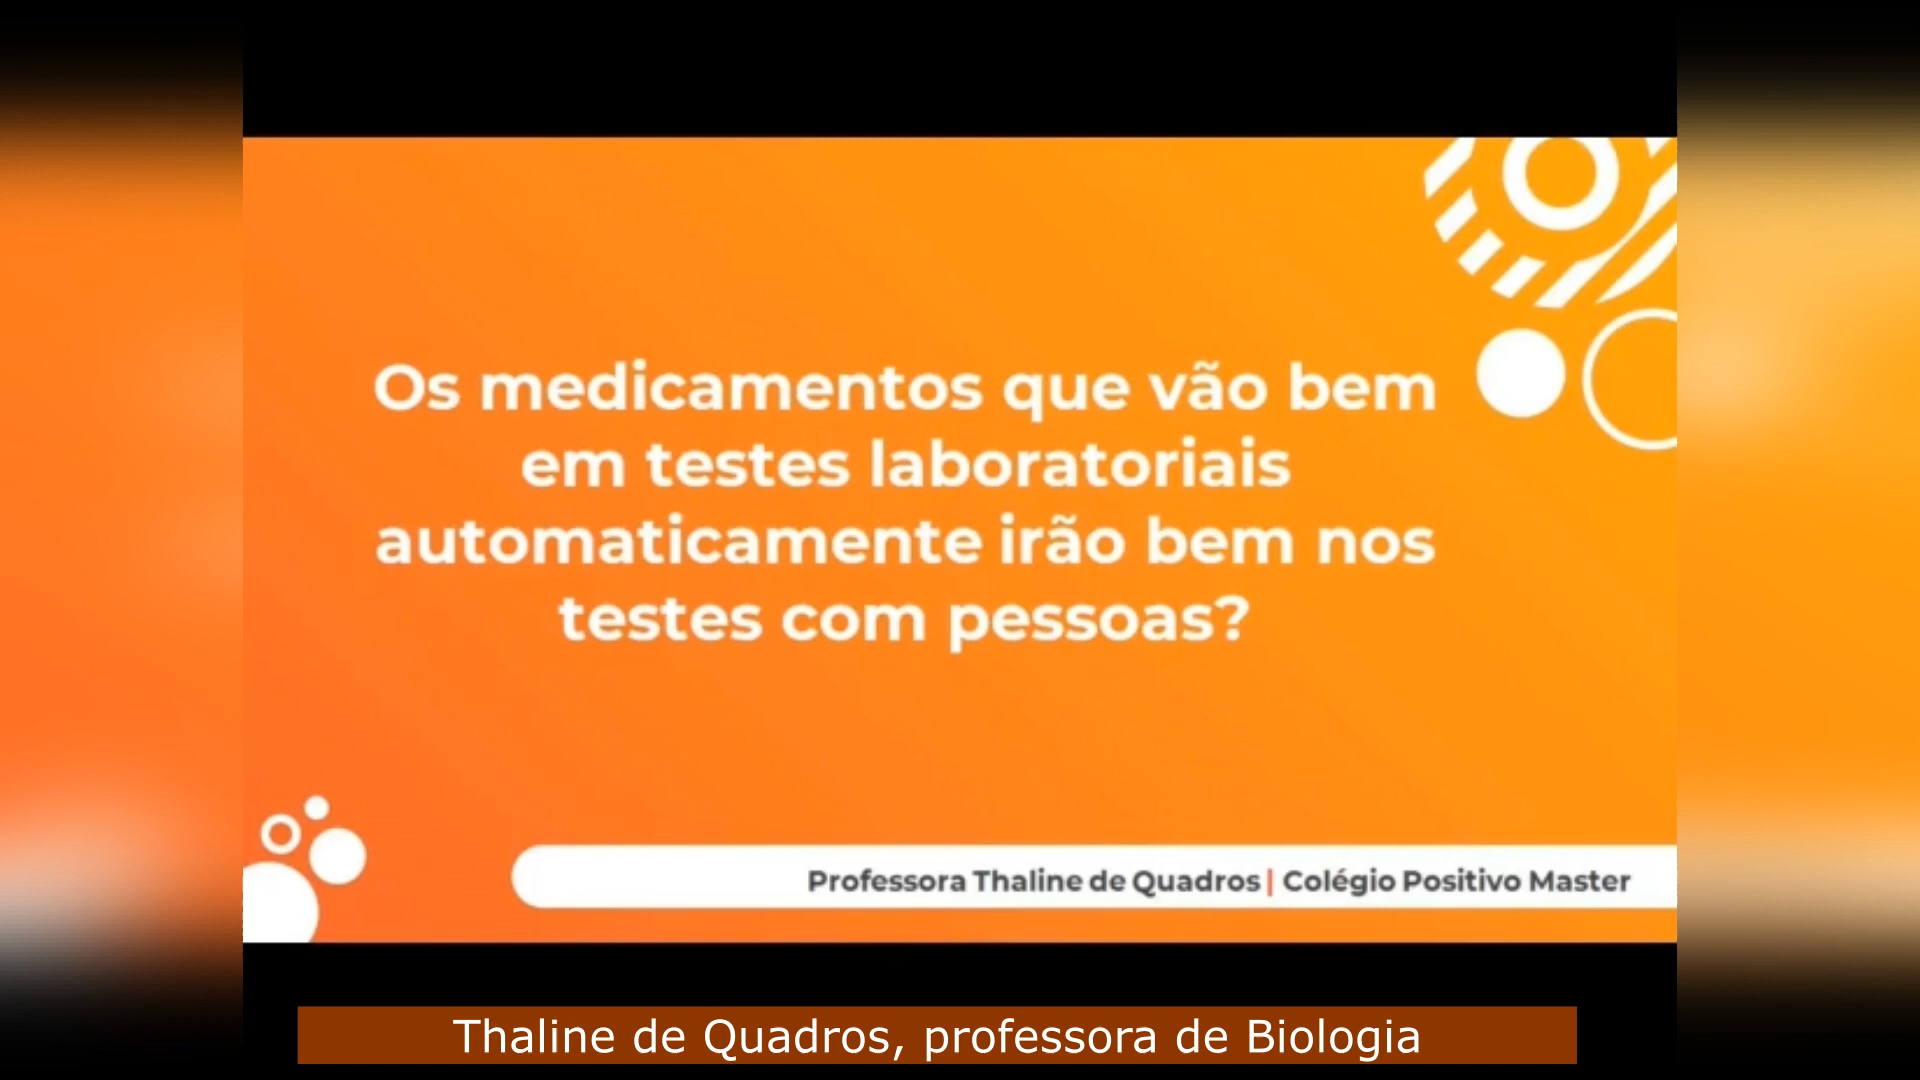 Os medicamentos que vão bem
em testes laboratoriais
automaticamente irão bem nos
testes com pessoas?
Professora Thaline de Quadros | Colégio Positivo Master
Thaline de Quadros, professora de Biologia